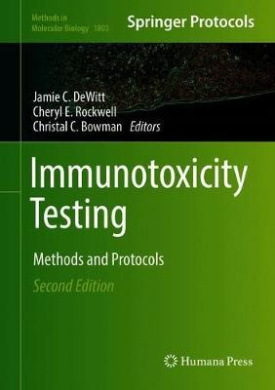 Methods in
Molecular Biology 1803
Springer Protocols
Jamie C. DeWitt
Cheryl E. Rockwell
Christal C. Bowman Editors
Immunotoxicity
Testing
Methods and Protocols
Second Edition
Humana Press